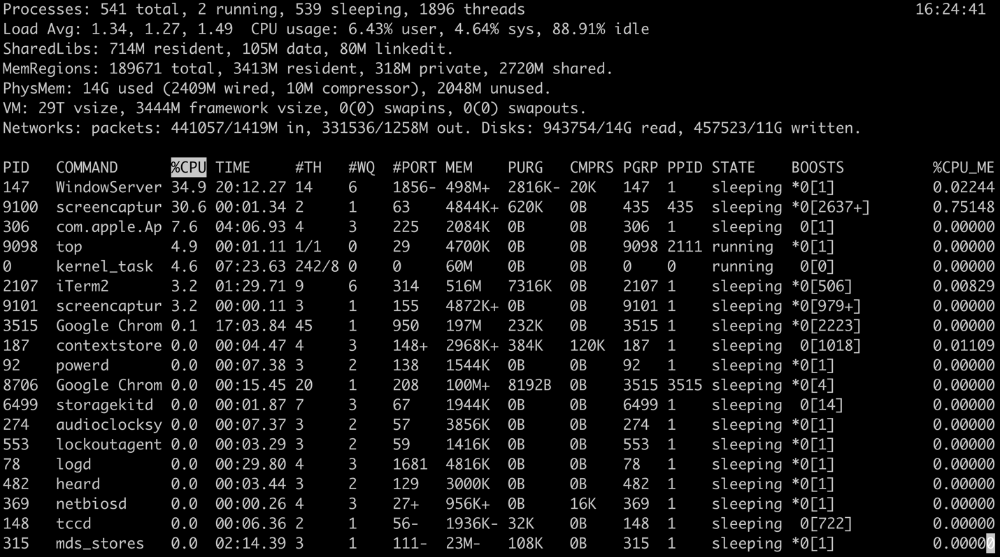 Processes: 541 total, 2 running, 539 sleeping, 1896 threads 16:24:41
Load Avg: 1.34, 1.27, 1.49  CPU usage: 6.43% user, 4.64% sys, 88.91% idle
SharedLibs: 714M resident, 105M data, 80M linkedit.
MemRegions: 189671 total, 3413M resident, 318M private, 2720M shared.
PhysMem: 14G used (2409M wired, 10M compressor), 2048M unused.
VM: 29T vsize, 3444M framework vsize, 0(0) swapins, 0(0) swapouts.
Networks: packets: 441057/1419M in, 331536/1258M out. Disks: 943754/14G read, 457523/11G written.
PID COMMAND %CPU TIME #TH #WQ #PORT MEM PURG CMPRS PGRP PPID STATE BOOSTS %CPU_ME
147 WindowServer 34.9 20:12.27 14 6 1856- 498M+ 2816K- 20K 147 1 sleeping *0[1] 0.02244
9100 screencaptur 30.6 00:01.34 2 1 63 4844K+ 620K 0B 435 435 sleeping *0[2637+] 0.75148
306 com.apple.Ap 7.6 04:06.93 4 3 225 2084K 0B 0B 306 1 sleeping 0[1] 0.00000
9098 top 4.9 00:01.11 1/1 0 29 4700K 0B 0B 9098 2111 running *0[1] 0.00000
0 kernel_task 4.6 07:23.63 242/8 0 0 60M 0B 0B 0 0 running 0[0] 0.00000
2107 iTerm2 3.2 01:29.71 9 6 314 516M 7316K 0B 2107 1 sleeping *0[506] 0.00829
9101 screencaptur 3.2 00:00.11 3 1 155 4872K+ 0B 0B 9101 1 sleeping *0[979+] 0.00000
3515 Google Chrom 0.1 17:03.84 45 1 950 197M 232K 0B 3515 1 sleeping *0[2223] 0.00000
187 contextstore 0.0 00:04.47 4 3 148+ 2968K+ 384K 120K 187 1 sleeping 0[1018] 0.01109
92 powerd 0.0 00:07.38 3 2 138 1544K 0B 0B 92 1 sleeping *0[1] 0.00000
8706 Google Chrom 0.0 00:15.45 20 1 208 100M+ 8192B 0B 3515 3515 sleeping *0[4] 0.00000
6499 storagekitd 0.0 00:01.87 7 3 67 1944K 0B 0B 6499 1 sleeping 0[14] 0.00000
274 audioclocksy 0.0 00:07.37 3 2 57 3856K 0B 0B 274 1 sleeping *0[1] 0.00000
553 lockoutagent 0.0 00:03.29 3 2 59 1416K 0B 0B 553 1 sleeping *0[1] 0.00000
78 logd 0.0 00:29.80 4 3 1681 4816K 0B 0B 78 1 sleeping *0[1] 0.00000
482 heard 0.0 00:03.44 3 2 129 3000K 0B 0B 482 1 sleeping *0[1] 0.00000
369 netbiosd 0.0 00:00.26 4 3 27+ 956K+ 0B 16K 369 1 sleeping *0[1] 0.00000
148 tccd 0.0 00:06.36 2 1 56- 1936K- 32K 0B 148 1 sleeping 0[722] 0.00000
315 mds_stores 0.0 02:14.39 3 1 111- 23M- 108K 0B 315 1 sleeping *0[1] 0.00000